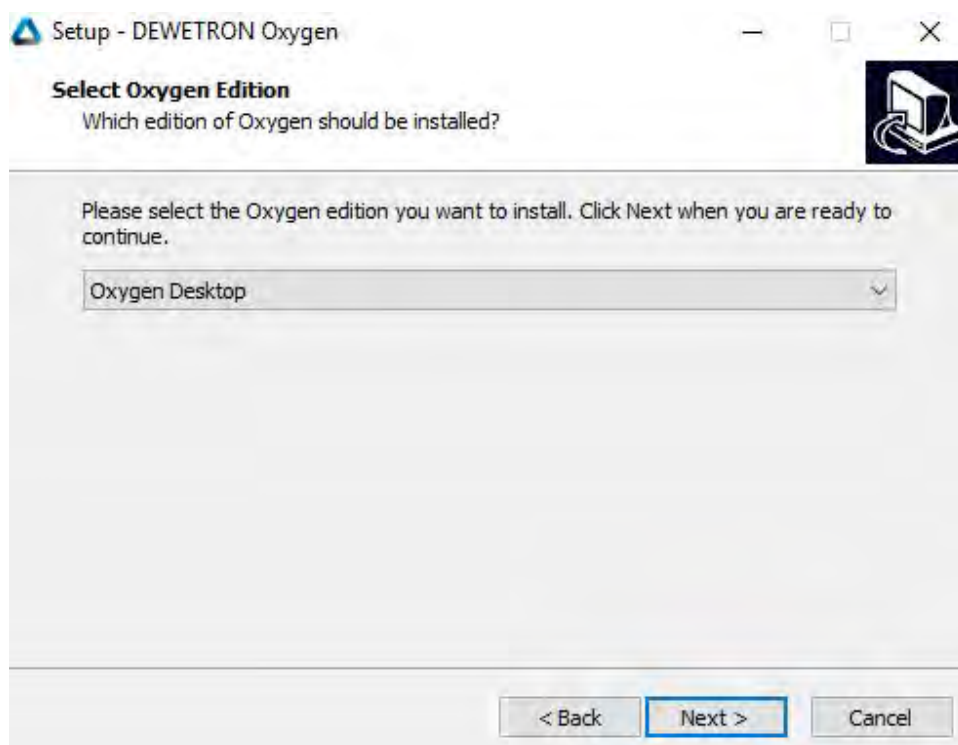 Setup - DEWETRON Oxygen
Select Oxygen Edition
Which edition of Oxygen should be installed?
Please select the Oxygen edition you want to install. Click Next when you are ready to
continue.
Oxygen Desktop
< Back Next > Cancel